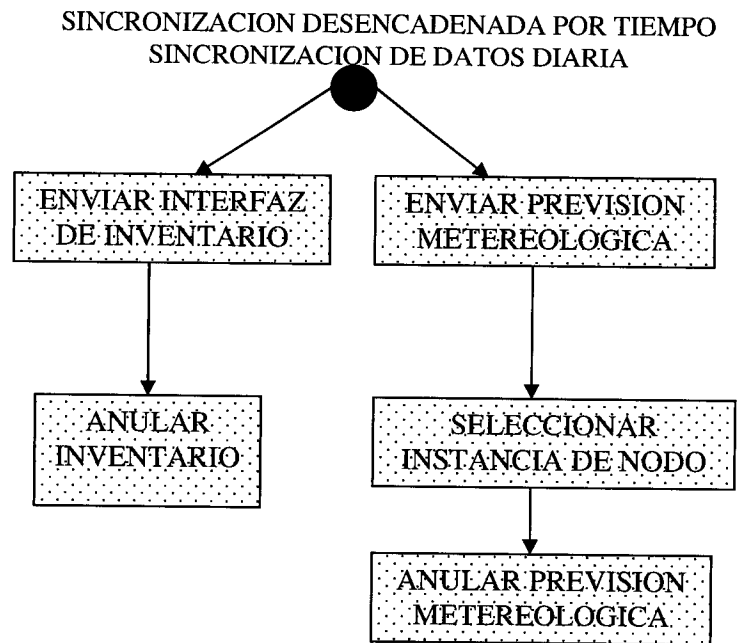 SINCRONIZACION DESENCADENADA POR TIEMPO
SINCRONIZACION DE DATOS DIARIA
ENVIAR INTERFAZ
DE INVENTARIO
ENVIAR PREVISION
METEREOLOGICA
ANULAR
INVENTARIO
SELECCIONAR
INSTANCIA DE NODO
ANULAR PREVISION
METEREOLOGICA